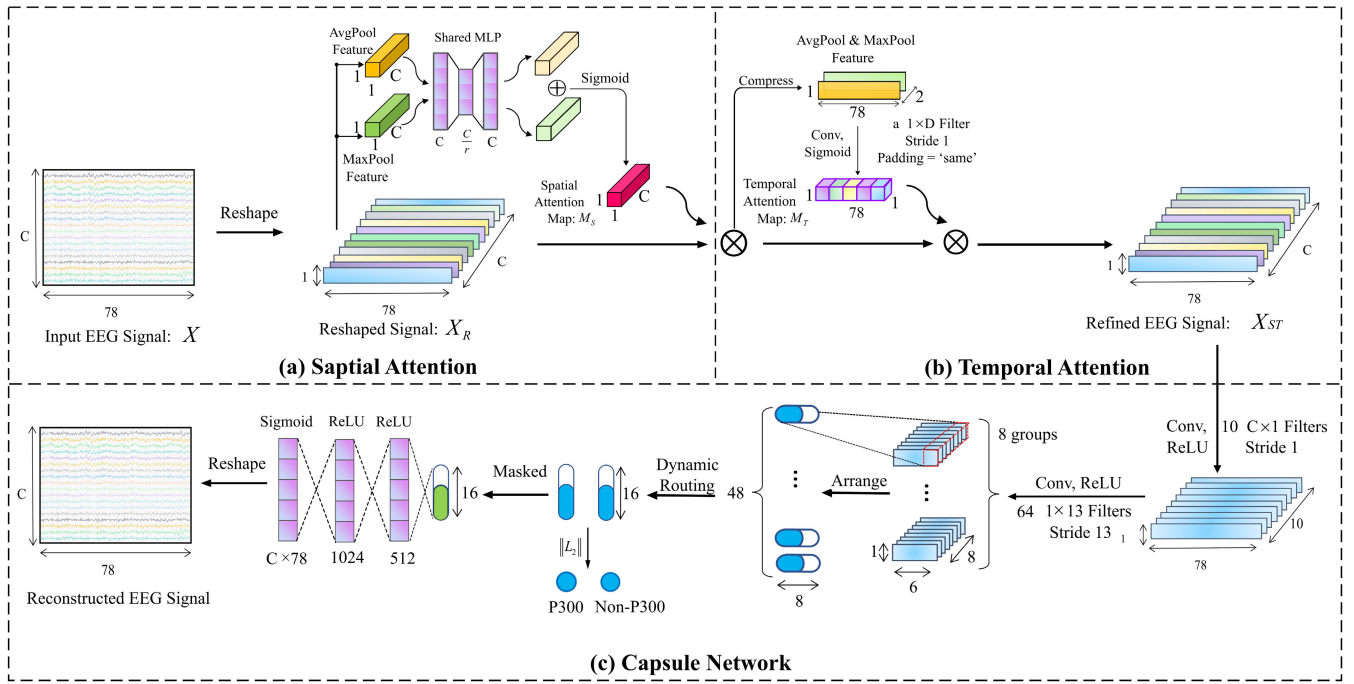 AvgPool
Feature
1
1
C
Shared MLP
C
C/r
C
Sigmoid
1
1
C
MaxPool
Feature
Spatial
Attention
Map: M_S
1
1
C
C
78
Input EEG Signal: X
Reshape
1
78
C
Reshaped Signal: X_R
(a) Saptial Attention
AvgPool & MaxPool
Feature
Compress
1
78
2
Conv,
Sigmoid
a 1×D Filter
Stride 1
Padding = ‘same’
Temporal
Attention
Map: M_T
1
78
1
1
78
C
Refined EEG Signal: X_ST
(b) Temporal Attention
Conv,
ReLU
10 C×1 Filters
Stride 1
1
78
10
Conv, ReLU
64 1×13 Filters
Stride 13
8 groups
1
6
8
Arrange
48
8
Dynamic
Routing
16
‖L₂‖
P300
Non-P300
Masked
16
Sigmoid
ReLU
ReLU
C ×78
1024
512
Reshape
C
78
Reconstructed EEG Signal
(c) Capsule Network